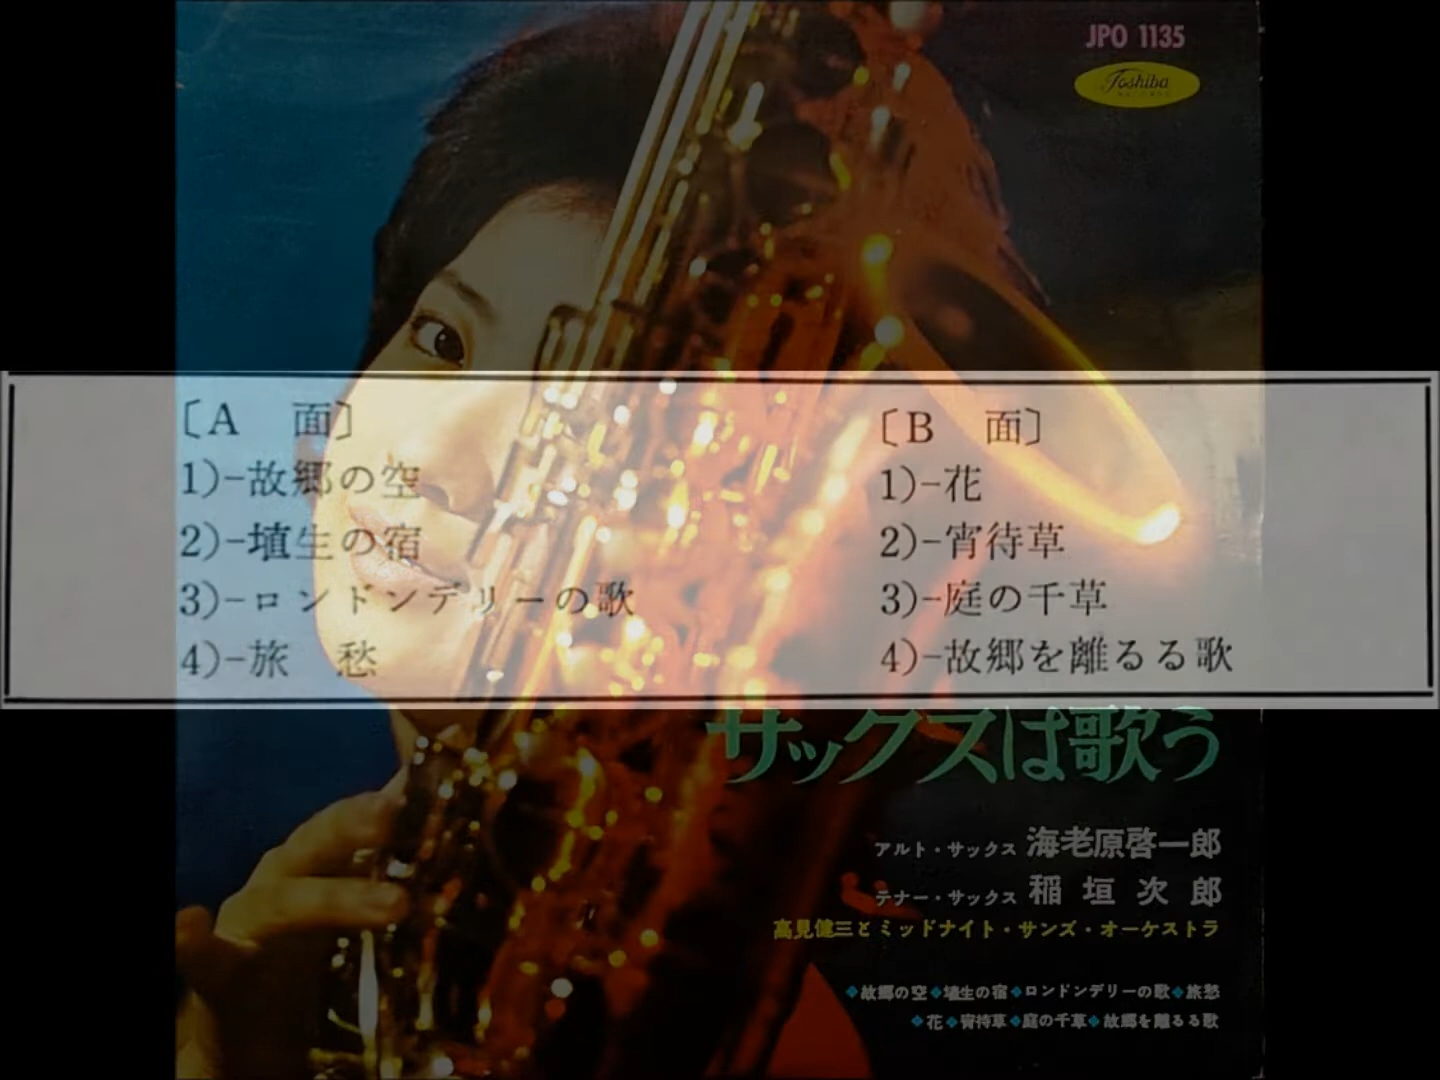 JPO 1135
Toshiba
〔A 面〕
1)-故郷の空
2)-埴生の宿
3)-ロンドンデリーの歌
4)-旅 愁
〔B 面〕
1)-花
2)-宵待草
3)-庭の千草
4)-故郷を離るる歌
サックスは歌う
アルト・サックス 海老原啓一郎
テナー・サックス 稲垣次郎
高見健三とミッドナイト・サンズ・オーケストラ
❖故郷の空❖埴生の宿❖ロンドンデリーの歌❖旅愁
❖花❖宵待草❖庭の千草❖故郷を離るる歌